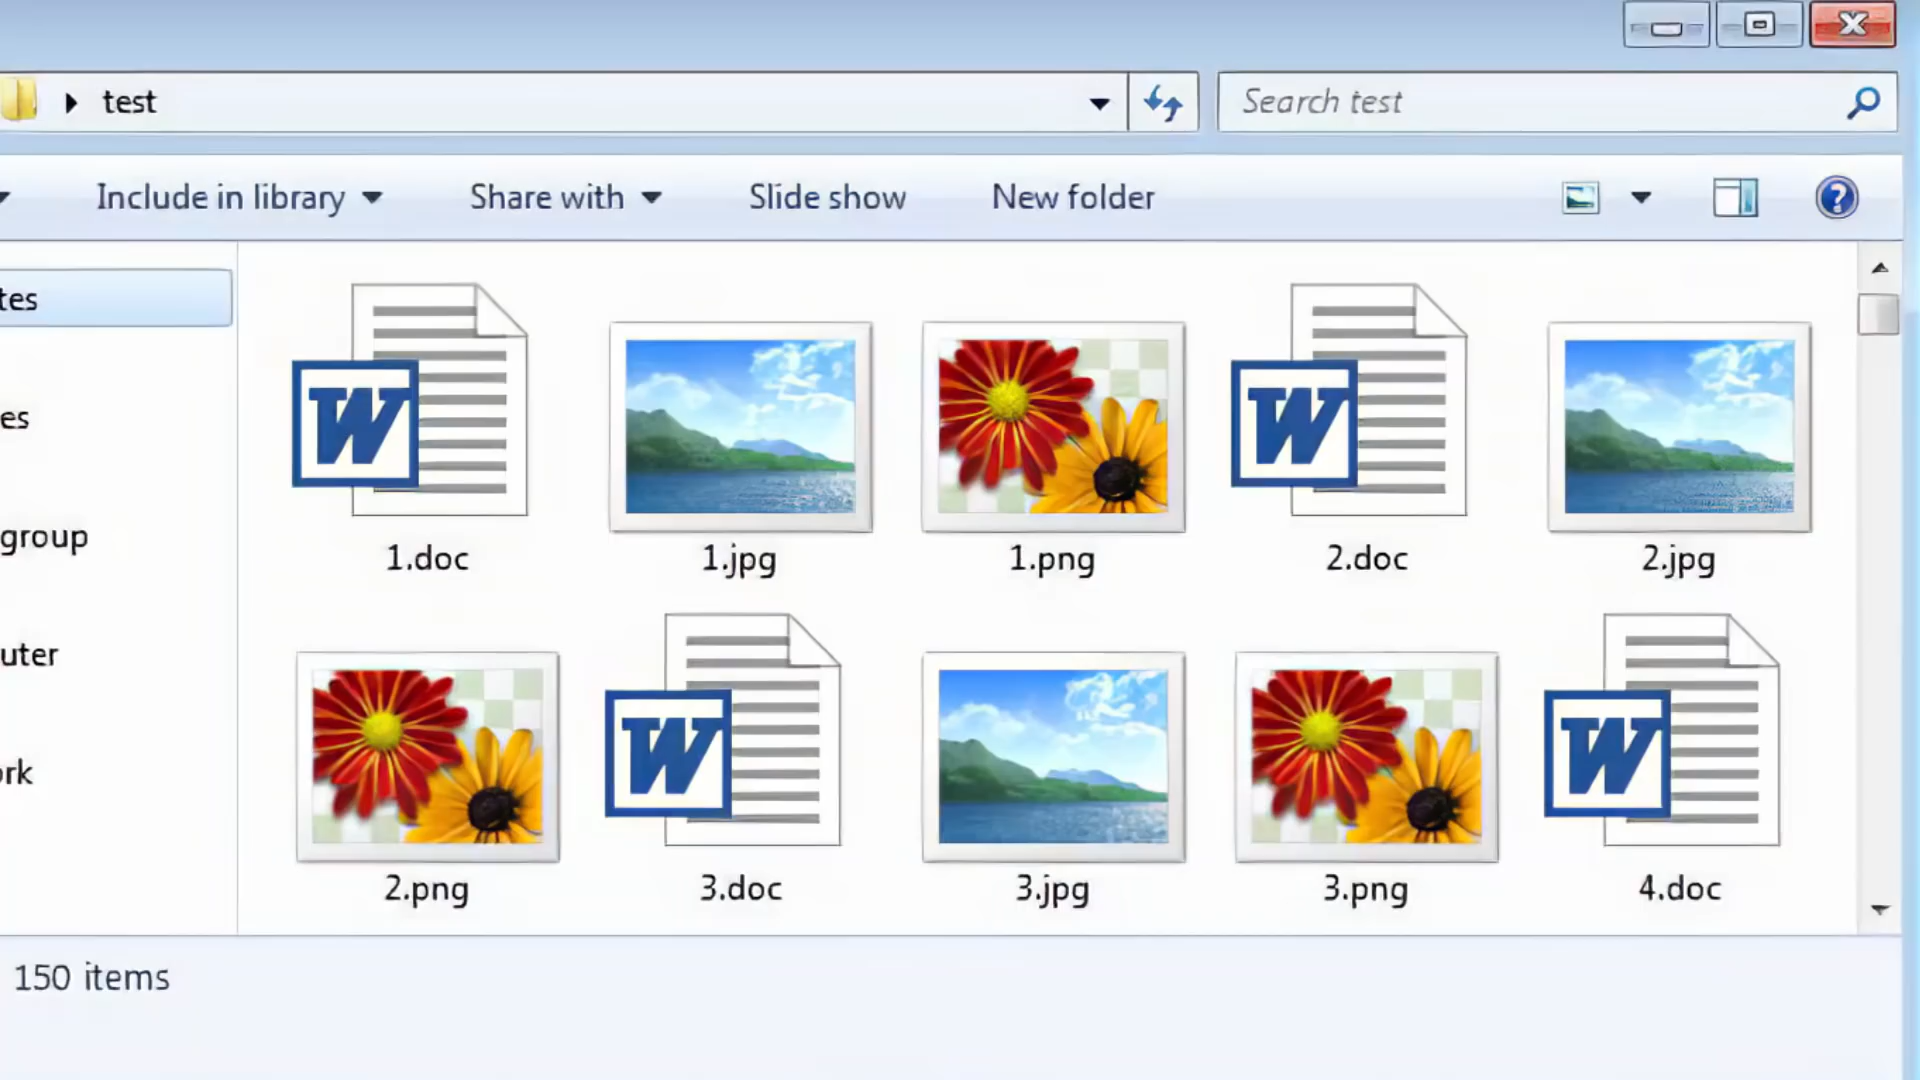 test
Search test
Include in library
Share with
Slide show
New folder
tes
es
group
uter
rk
W
W
1.doc
1.jpg
1.png
2.doc
2.jpg
W
W
2.png
3.doc
3.jpg
3.png
4.doc
150 items